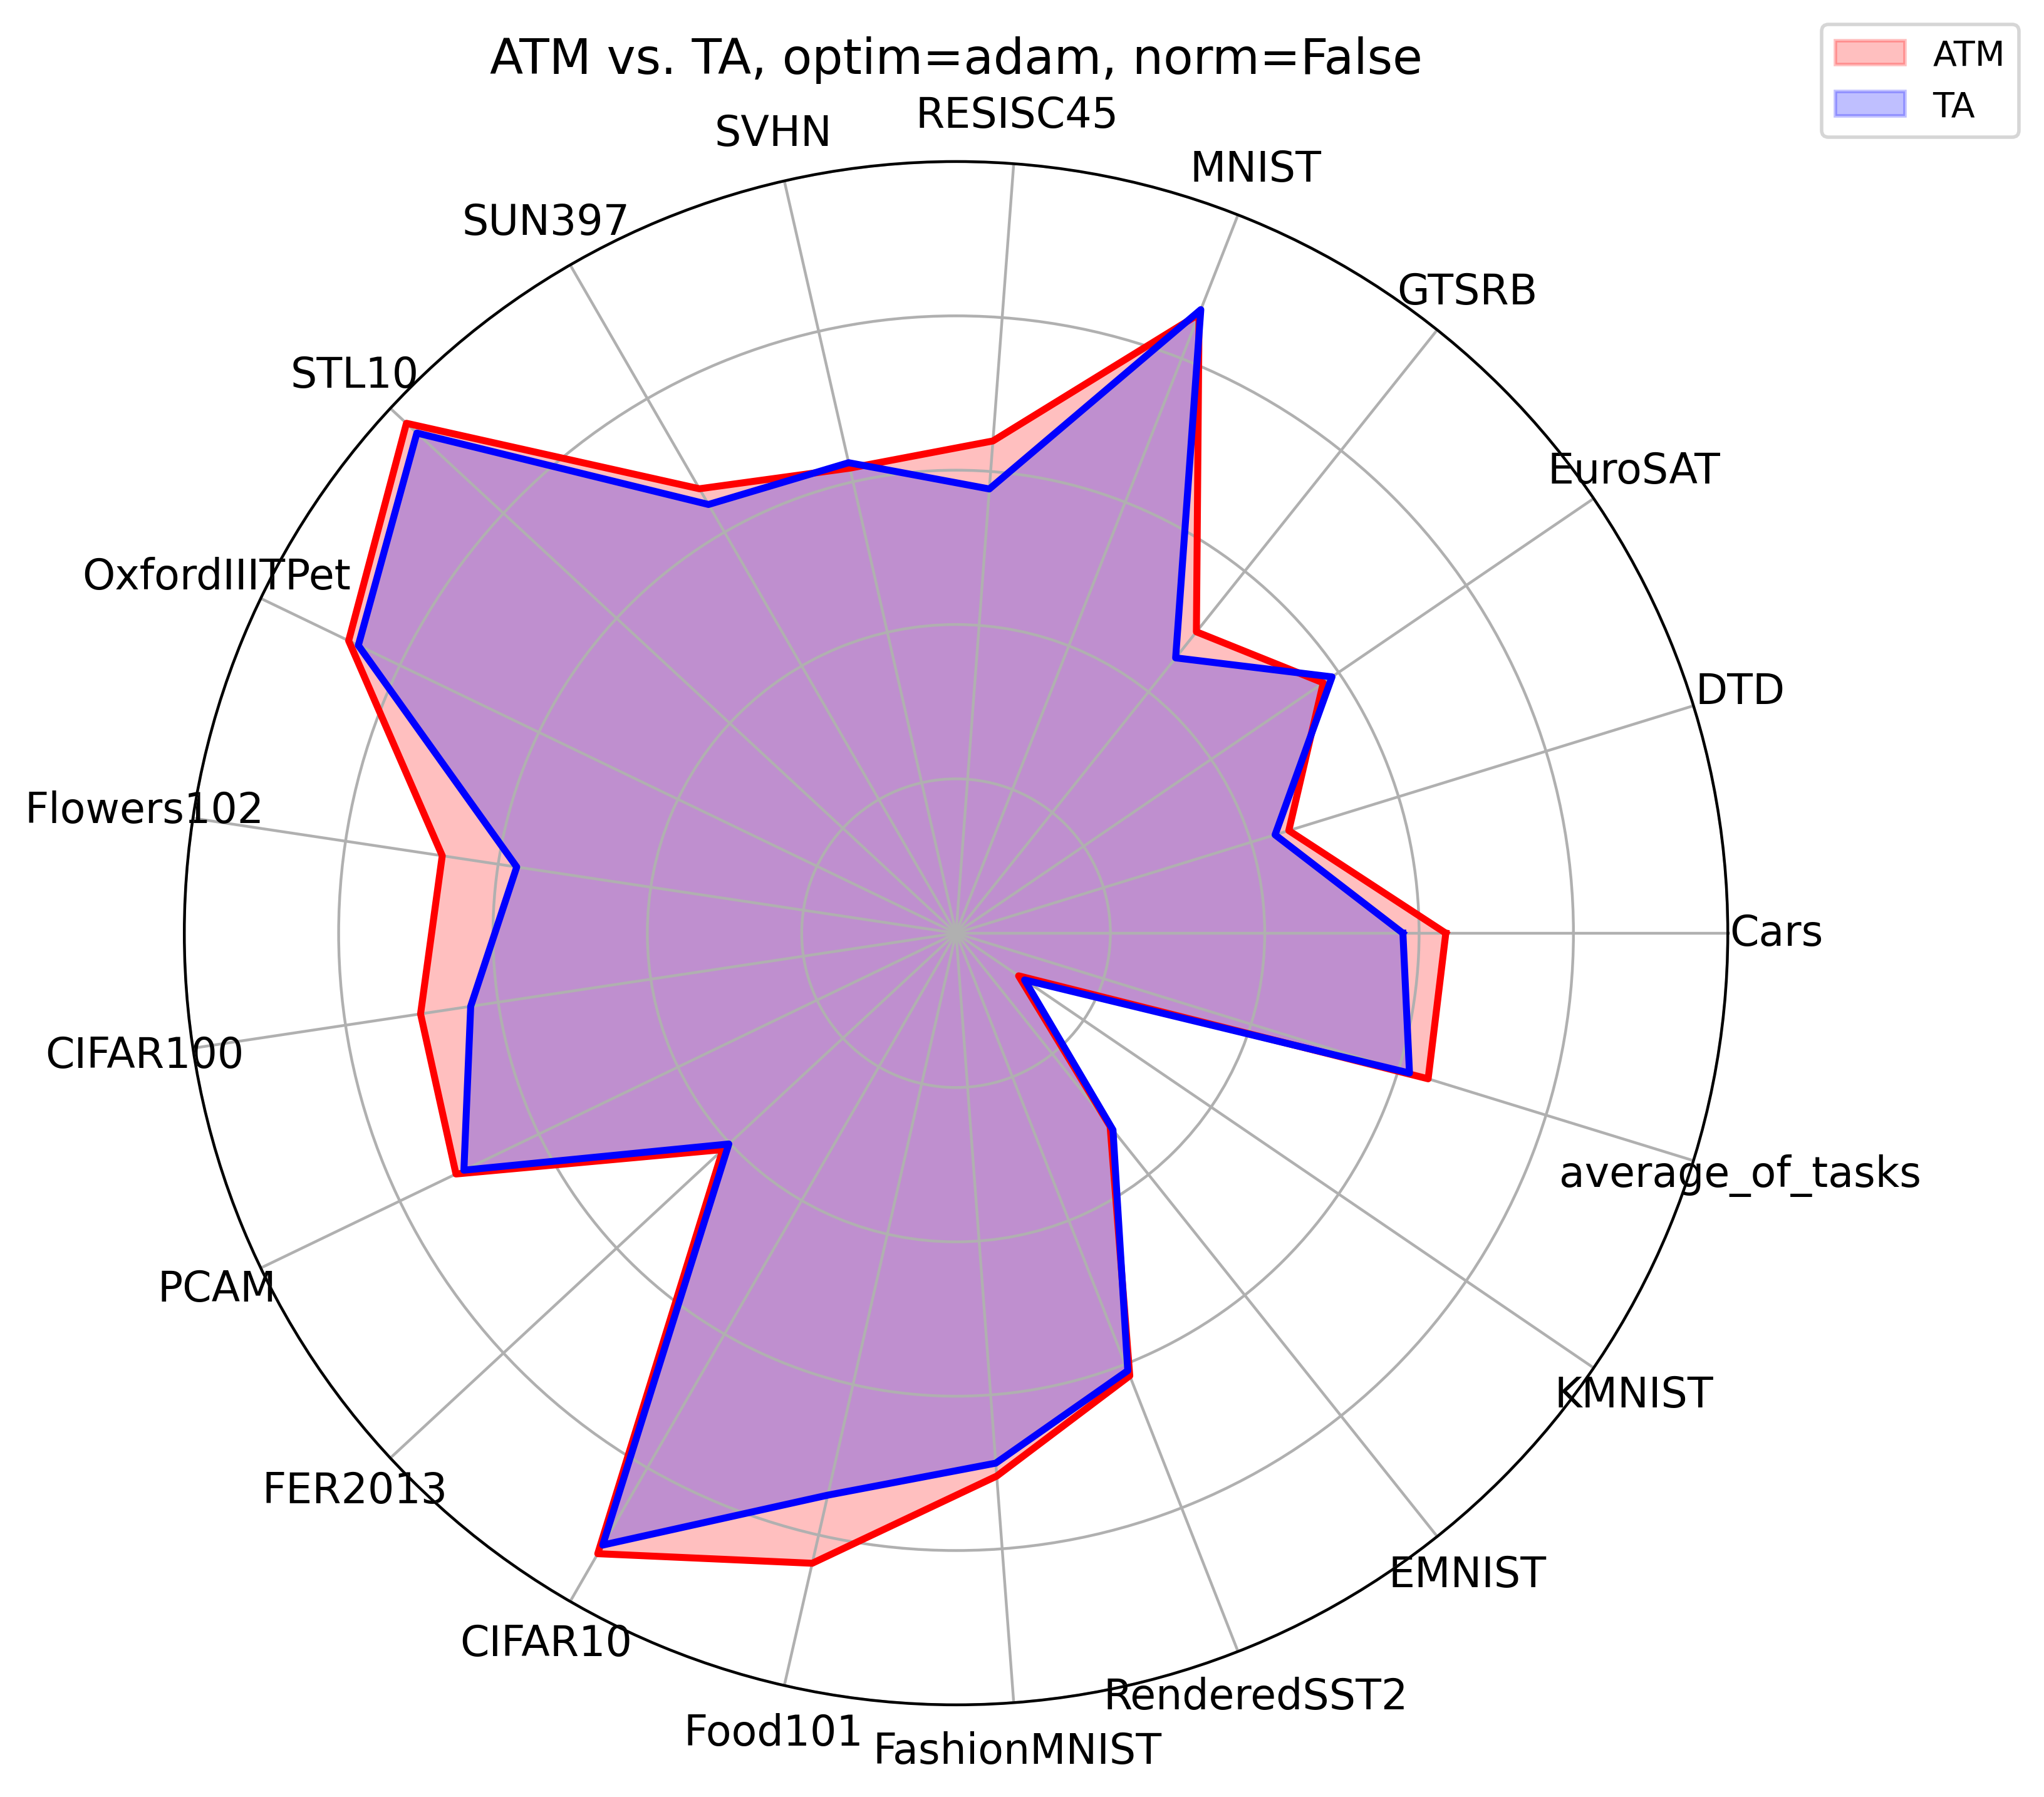 ATM vs. TA, optim=adam, norm=False
ATM
TA
RESISC45
SVHN
MNIST
SUN397
GTSRB
STL10
EuroSAT
OxfordIIITPet
DTD
Flowers102
Cars
CIFAR100
average_of_tasks
PCAM
KMNIST
FER2013
EMNIST
CIFAR10
RenderedSST2
Food101
FashionMNIST